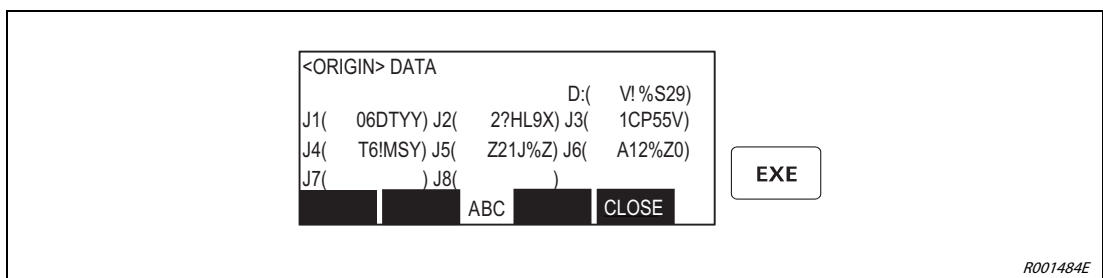 <ORIGIN> DATA
D:( V!%S29)
J1( 06DTYY) J2( 2?HL9X) J3( 1CP55V)
J4( T6!MSY) J5( Z21J%Z) J6( A12%Z0)
J7( ) J8( )
ABC CLOSE
EXE
R001484E